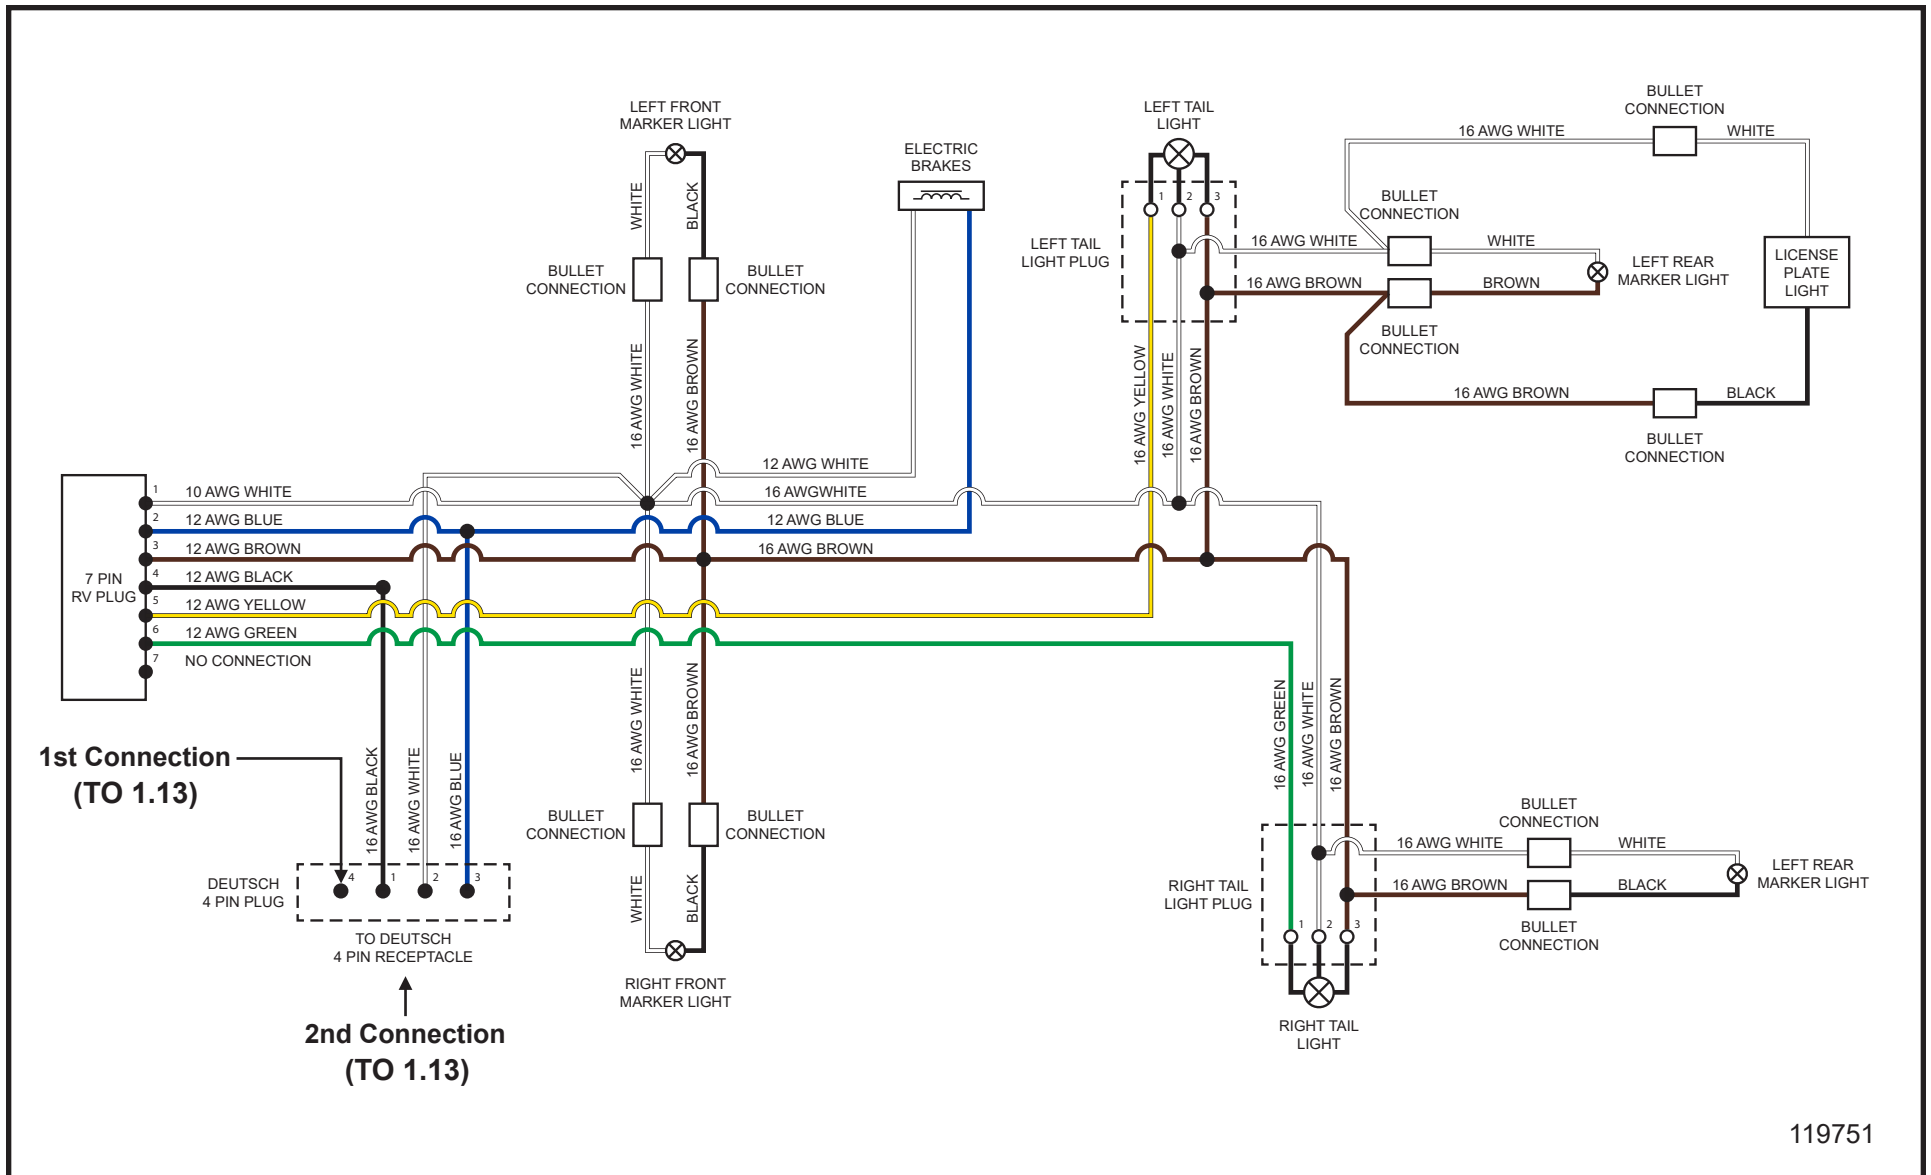 LEFT FRONT
MARKER LIGHT
WHITE
BLACK
BULLET
CONNECTION
BULLET
CONNECTION
16 AWG WHITE
16 AWG BROWN
ELECTRIC
BRAKES
LEFT TAIL
LIGHT
1
2
3
LEFT TAIL
LIGHT PLUG
16 AWG YELLOW
16 AWG WHITE
16 AWG BROWN
BULLET
CONNECTION
16 AWG WHITE
WHITE
BULLET
CONNECTION
16 AWG WHITE
WHITE
LEFT REAR
MARKER LIGHT
16 AWG BROWN
BROWN
BULLET
CONNECTION
LICENSE
PLATE
LIGHT
16 AWG BROWN
BLACK
BULLET
CONNECTION
12 AWG WHITE
7 PIN
RV PLUG
1
10 AWG WHITE
16 AWGWHITE
2
12 AWG BLUE
12 AWG BLUE
3
12 AWG BROWN
16 AWG BROWN
4
12 AWG BLACK
5
12 AWG YELLOW
6
12 AWG GREEN
7
NO CONNECTION
1st Connection
(TO 1.13)
16 AWG BLACK
16 AWG WHITE
16 AWG BLUE
DEUTSCH
4 PIN PLUG
4
1
2
3
TO DEUTSCH
4 PIN RECEPTACLE
2nd Connection
(TO 1.13)
16 AWG WHITE
16 AWG BROWN
BULLET
CONNECTION
BULLET
CONNECTION
WHITE
BLACK
RIGHT FRONT
MARKER LIGHT
16 AWG GREEN
16 AWG WHITE
16 AWG BROWN
RIGHT TAIL
LIGHT PLUG
1
2
3
RIGHT TAIL
LIGHT
BULLET
CONNECTION
16 AWG WHITE
WHITE
16 AWG BROWN
BLACK
BULLET
CONNECTION
LEFT REAR
MARKER LIGHT
119751